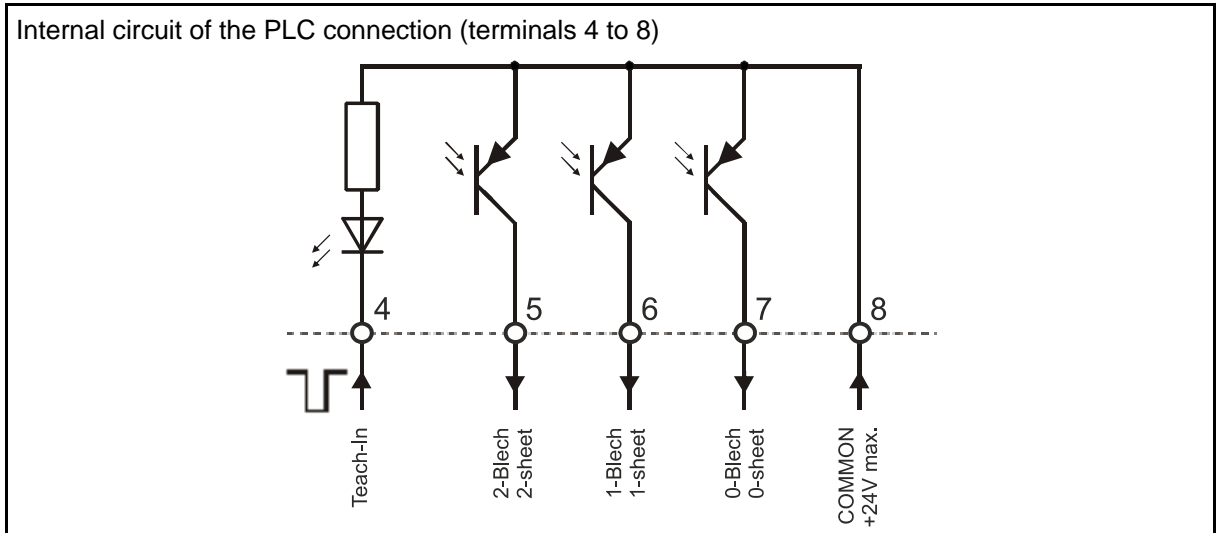 Internal circuit of the PLC connection (terminals 4 to 8)
4
5
6
7
8
Teach-In
2-Blech
2-sheet
1-Blech
1-sheet
0-Blech
0-sheet
COMMON
+24V max.